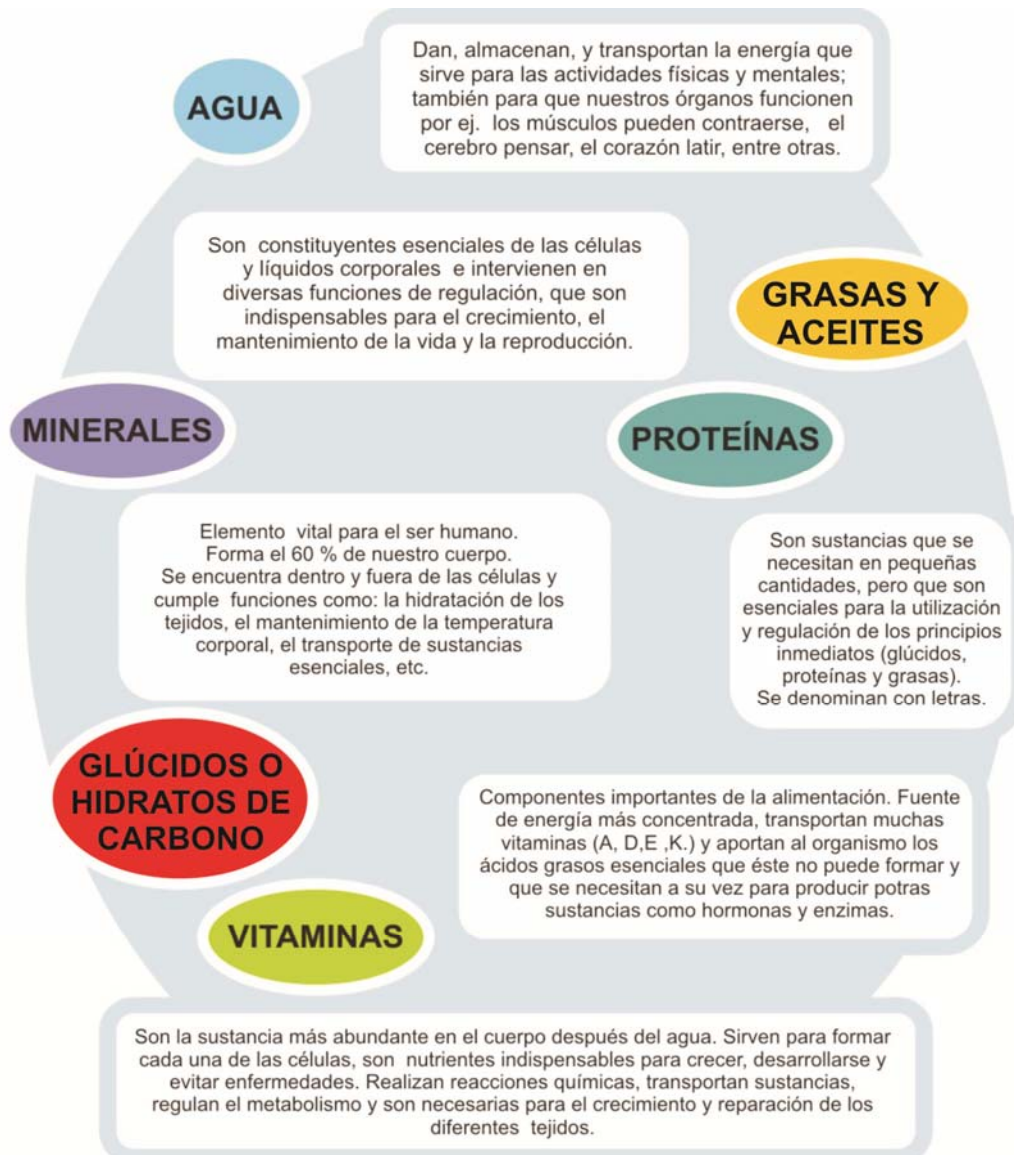 AGUA
Dan, almacenan, y transportan la energía que
sirve para las actividades físicas y mentales;
también para que nuestros órganos funcionen
por ej. los músculos pueden contraerse, el
cerebro pensar, el corazón latir, entre otras.
Son constituyentes esenciales de las células
y líquidos corporales e intervienen en
diversas funciones de regulación, que son
indispensables para el crecimiento, el
mantenimiento de la vida y la reproducción.
GRASAS Y
ACEITES
MINERALES
PROTEÍNAS
Elemento vital para el ser humano.
Forma el 60 % de nuestro cuerpo.
Se encuentra dentro y fuera de las células y
cumple funciones como: la hidratación de los
tejidos, el mantenimiento de la temperatura
corporal, el transporte de sustancias
esenciales, etc.
Son sustancias que se
necesitan en pequeñas
cantidades, pero que son
esenciales para la utilización
y regulación de los principios
inmediatos (glúcidos,
proteínas y grasas).
Se denominan con letras.
GLÚCIDOS O
HIDRATOS DE
CARBONO
Componentes importantes de la alimentación. Fuente
de energía más concentrada, transportan muchas
vitaminas (A, D,E ,K.) y aportan al organismo los
ácidos grasos esenciales que éste no puede formar y
que se necesitan a su vez para producir potras
sustancias como hormonas y enzimas.
VITAMINAS
Son la sustancia más abundante en el cuerpo después del agua. Sirven para formar
cada una de las células, son nutrientes indispensables para crecer, desarrollarse y
evitar enfermedades. Realizan reacciones químicas, transportan sustancias,
regulan el metabolismo y son necesarias para el crecimiento y reparación de los
diferentes tejidos.